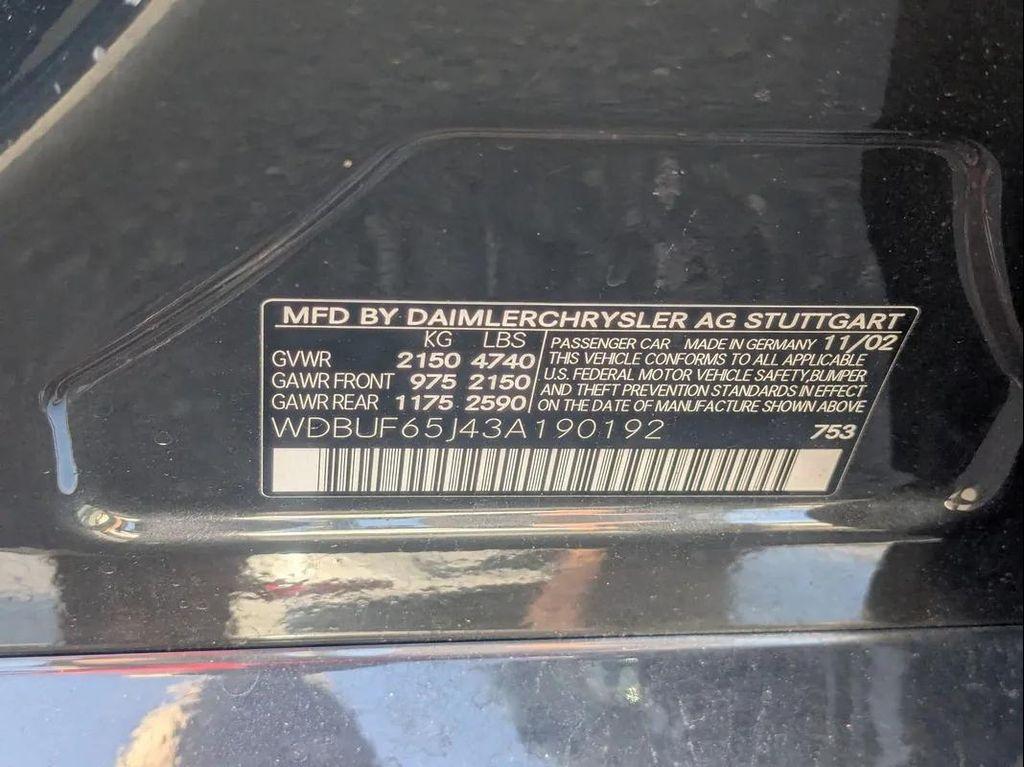 MFD BY DAIMLERCHRYSLER AG STUTTGART
KG LBS
GVWR 2150 4740
GAWR FRONT 975 2150
GAWR REAR 1175 2590
PASSENGER CAR MADE IN GERMANY 11/02
THIS VEHICLE CONFORMS TO ALL APPLICABLE
U.S. FEDERAL MOTOR VEHICLE SAFETY,BUMPER
AND THEFT PREVENTION STANDARDS IN EFFECT
ON THE DATE OF MANUFACTURE SHOWN ABOVE
WDBUF65J43A190192 753